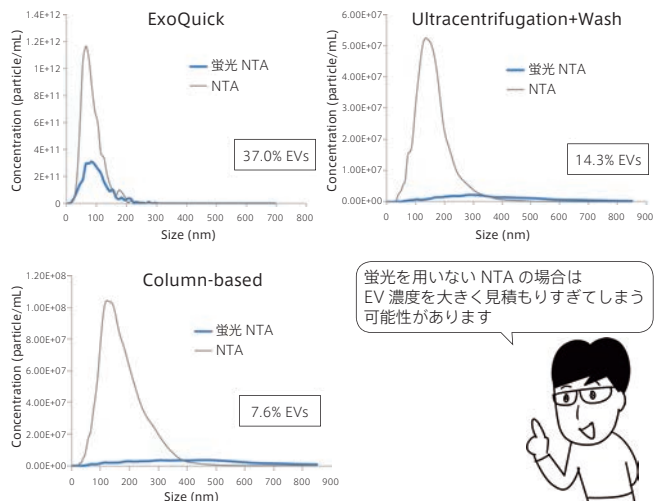 ExoQuick
Concentration (particle/mL)
1.4E+12
1.2E+12
1E+12
8E+11
6E+11
4E+11
2E+11
0
0 100 200 300 400 500 600 700 800
Size (nm)
蛍光 NTA
NTA
37.0% EVs
Ultracentrifugation+Wash
Concentration (particle/mL)
6.00E+07
5.00E+07
4.00E+07
3.00E+07
2.00E+07
1.00E+07
0.00E+00
0 100 200 300 400 500 600 700 800 900
Size (nm)
蛍光 NTA
NTA
14.3% EVs
Column-based
Concentration (particle/mL)
1.20E+08
1.00E+08
8.00E+07
6.00E+07
4.00E+07
2.00E+07
0.00E+00
0 100 200 300 400 500 600 700 800 900
Size (nm)
蛍光 NTA
NTA
7.6% EVs
蛍光を用いない NTA の場合は
EV 濃度を大きく見積もりすぎてしまう
可能性があります